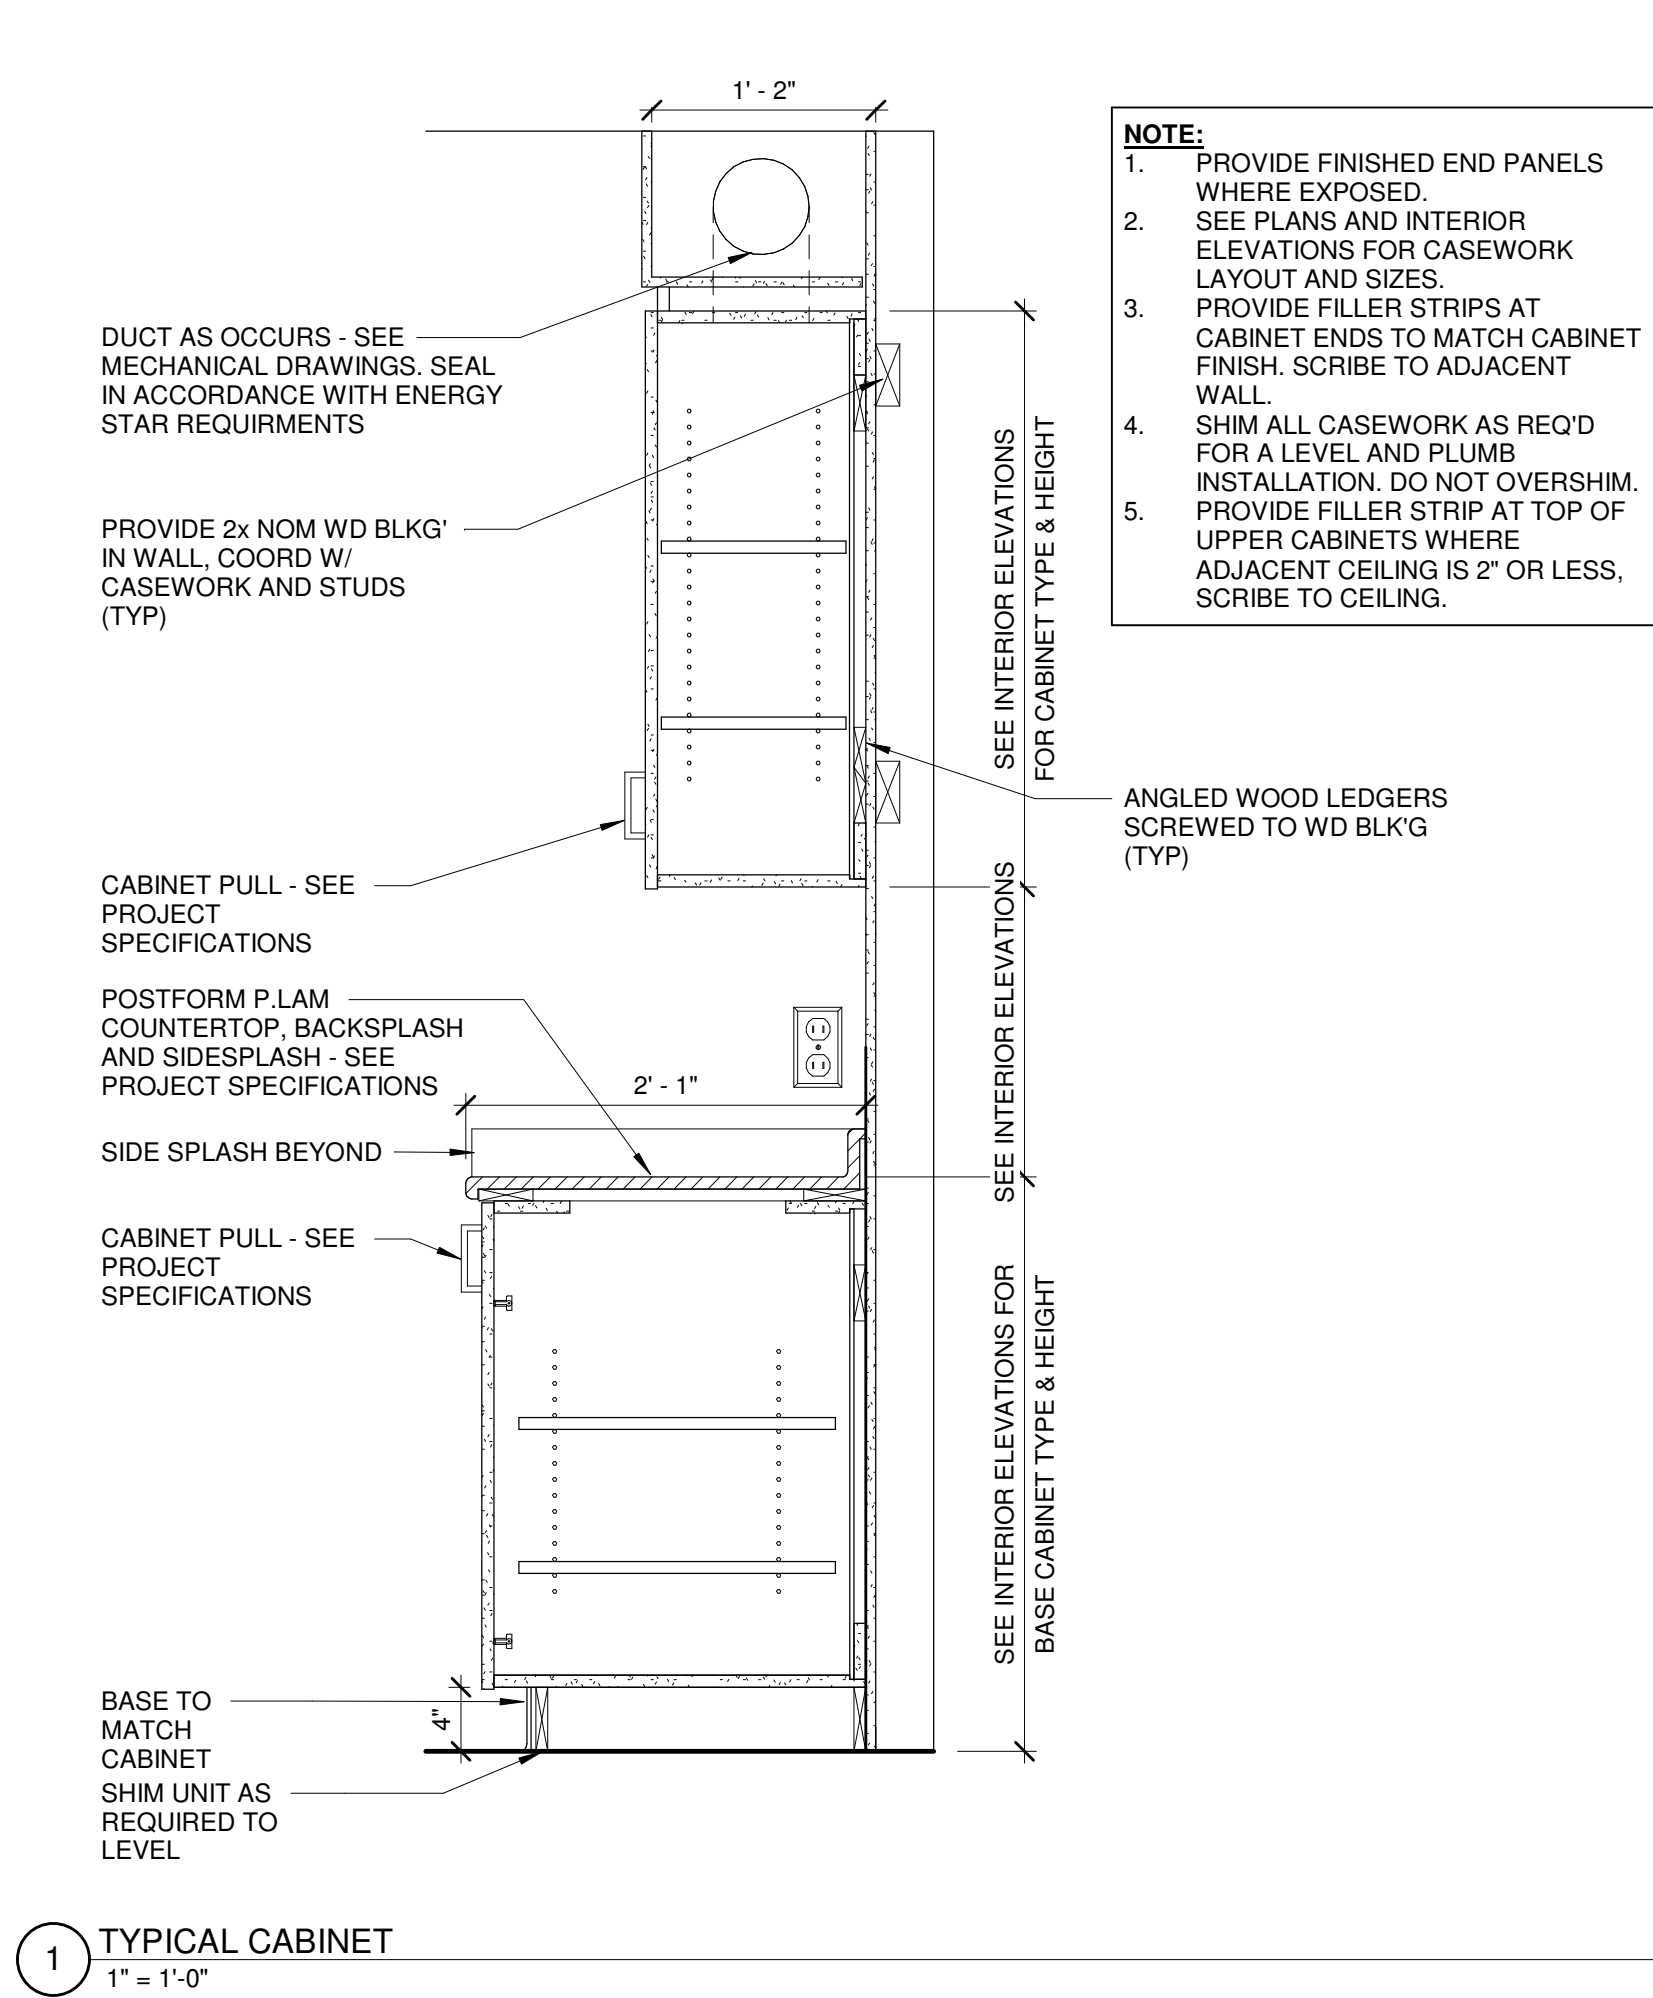 1' - 2"
NOTE:
1. PROVIDE FINISHED END PANELS
WHERE EXPOSED.
2. SEE PLANS AND INTERIOR
ELEVATIONS FOR CASEWORK
LAYOUT AND SIZES.
3. PROVIDE FILLER STRIPS AT
CABINET ENDS TO MATCH CABINET
FINISH. SCRIBE TO ADJACENT
WALL.
4. SHIM ALL CASEWORK AS REQ'D
FOR A LEVEL AND PLUMB
INSTALLATION. DO NOT OVERSHIM.
5. PROVIDE FILLER STRIP AT TOP OF
UPPER CABINETS WHERE
ADJACENT CEILING IS 2" OR LESS,
SCRIBE TO CEILING.
DUCT AS OCCURS - SEE
MECHANICAL DRAWINGS. SEAL
IN ACCORDANCE WITH ENERGY
STAR REQUIRMENTS
PROVIDE 2x NOM WD BLKG'
IN WALL, COORD W/
CASEWORK AND STUDS
(TYP)
SEE INTERIOR ELEVATIONS
FOR CABINET TYPE & HEIGHT
ANGLED WOOD LEDGERS
SCREWED TO WD BLK'G
(TYP)
CABINET PULL - SEE
PROJECT
SPECIFICATIONS
SEE INTERIOR ELEVATIONS
POSTFORM P.LAM
COUNTERTOP, BACKSPLASH
AND SIDESPLASH - SEE
PROJECT SPECIFICATIONS
2' - 1"
SIDE SPLASH BEYOND
CABINET PULL - SEE
PROJECT
SPECIFICATIONS
SEE INTERIOR ELEVATIONS FOR
BASE CABINET TYPE & HEIGHT
BASE TO
MATCH
CABINET
4"
SHIM UNIT AS
REQUIRED TO
LEVEL
1
TYPICAL CABINET
1" = 1'-0"